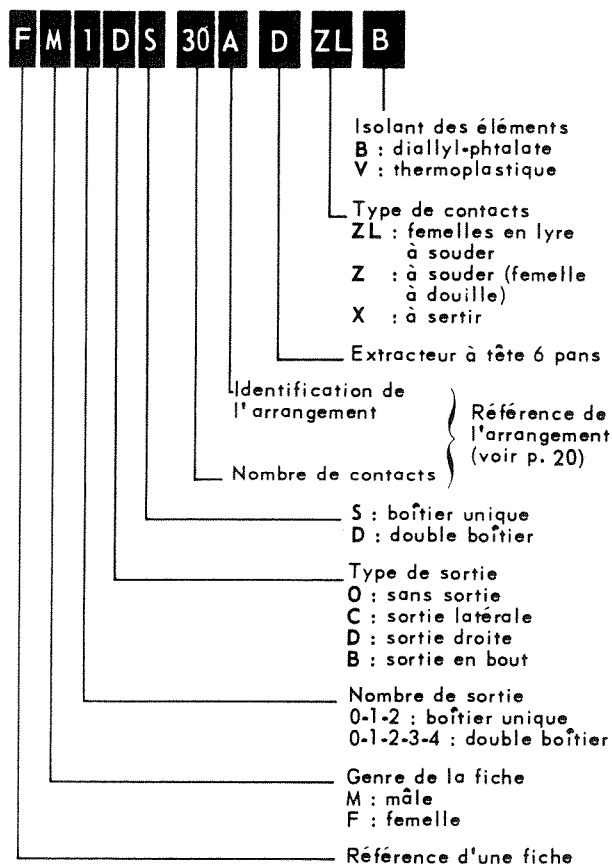 F M 1 D S 30 A D ZL B
Isolant des éléments
B : diallyl-phtalate
V : thermoplastique
Type de contacts
ZL : femelles en lyre
à souder
Z : à souder (femelle
à douille)
X : à sertir
Extracteur à tête 6 pans
Identification de
l'arrangement
Nombre de contacts
Référence de
l'arrangement
(voir p. 20)
S : boîtier unique
D : double boîtier
Type de sortie
O : sans sortie
C : sortie latérale
D : sortie droite
B : sortie en bout
Nombre de sortie
0-1-2 : boîtier unique
0-1-2-3-4 : double boîtier
Genre de la fiche
M : mâle
F : femelle
Référence d'une fiche